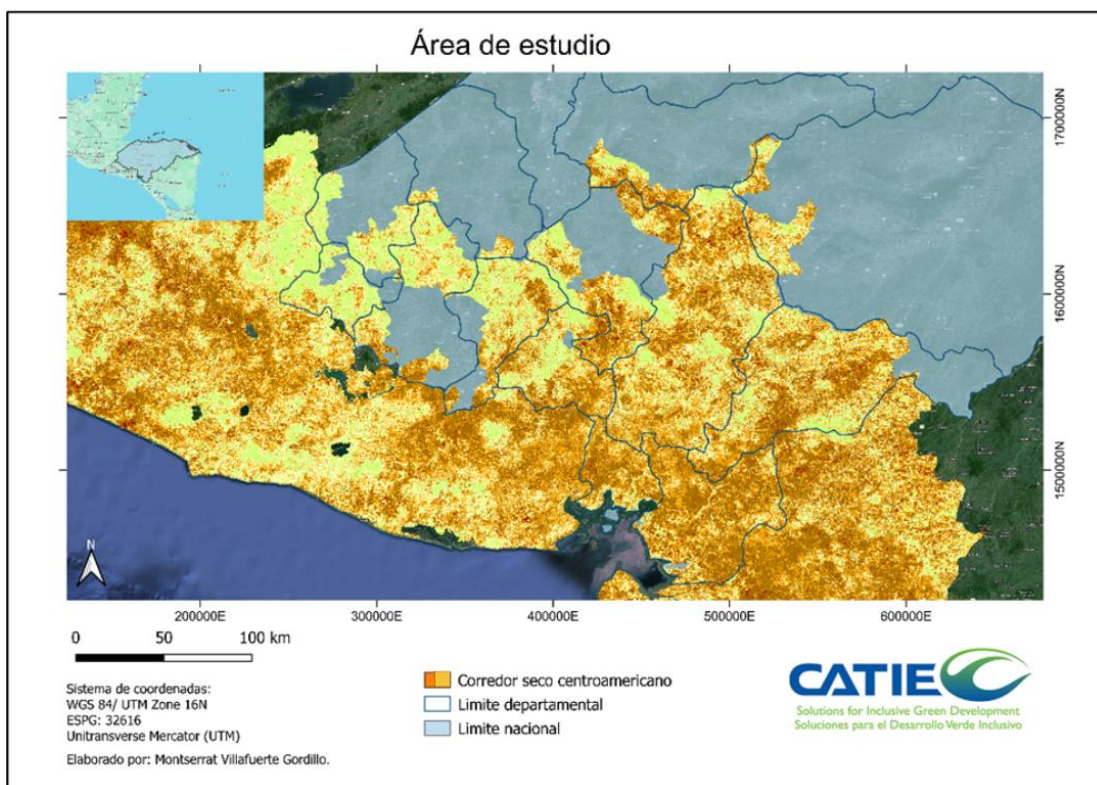 Área de estudio
1700000N
1600000N
1500000N
N
200000E
300000E
400000E
500000E
600000E
0
50
100 km
Sistema de coordenadas:
WGS 84/ UTM Zone 16N
ESPG: 32616
Unitransverse Mercator (UTM)
Elaborado por: Montserrat Villafuerte Gordillo.
Corredor seco centroamericano
Limite departamental
Limite nacional
CATIE
Solutions for Inclusive Green Development
Soluciones para el Desarrollo Verde Inclusivo